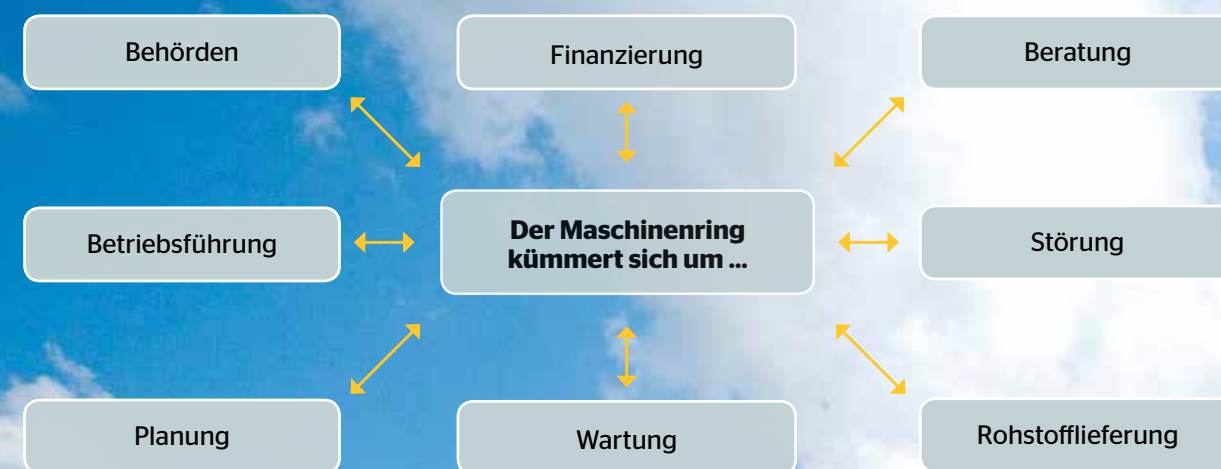 Behörden
Finanzierung
Beratung
Betriebsführung
Der Maschinenring
kümmert sich um ...
Störung
Planung
Wartung
Rohstofflieferung